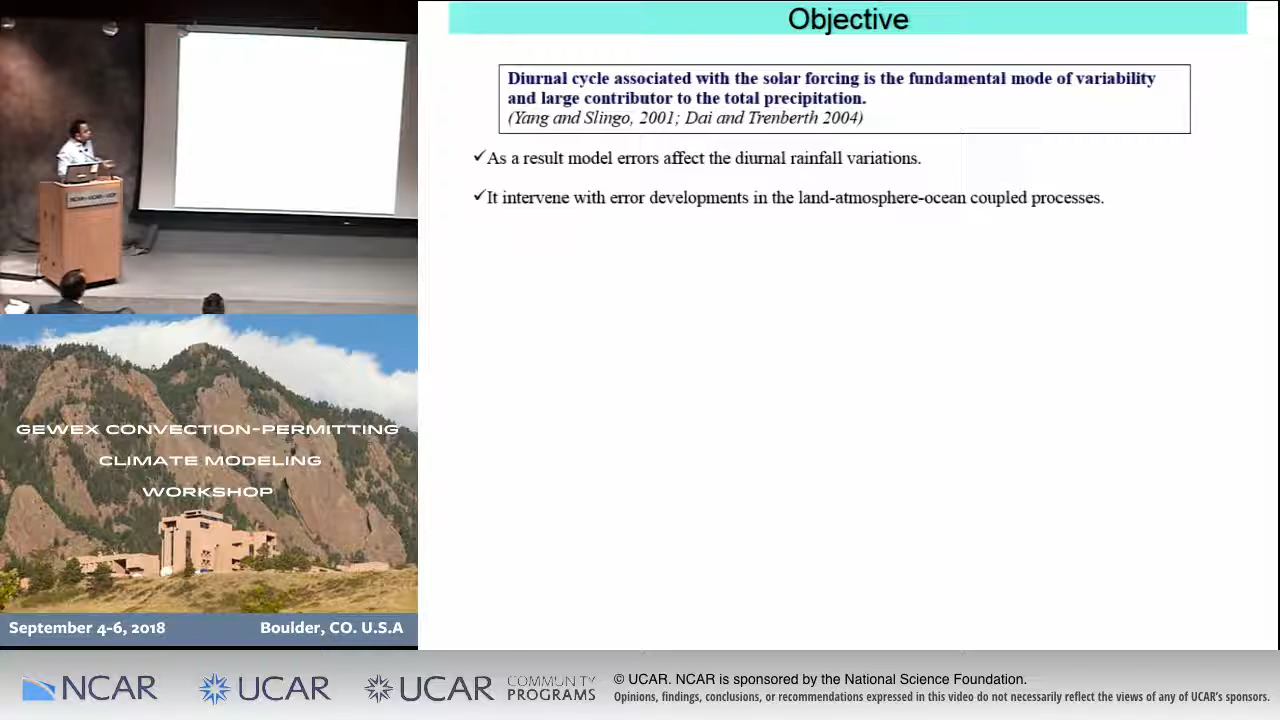 Objective
Diurnal cycle associated with the solar forcing is the fundamental mode of variability
and large contributor to the total precipitation.
(Yang and Slingo, 2001; Dai and Trenberth 2004)
✓As a result model errors affect the diurnal rainfall variations.
✓It intervene with error developments in the land-atmosphere-ocean coupled processes.
GEWEX CONVECTION-PERMITTING
CLIMATE MODELING
WORKSHOP
September 4-6, 2018
Boulder, CO. U.S.A
NCAR
UCAR
UCAR
COMMUNITY
PROGRAMS
© UCAR. NCAR is sponsored by the National Science Foundation.
Opinions, findings, conclusions, or recommendations expressed in this video do not necessarily reflect the views of any of UCAR's sponsors.